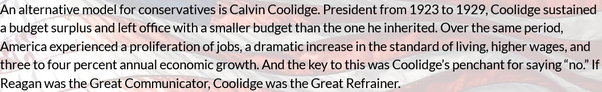 An alternative model for conservatives is Calvin Coolidge. President from 1923 to 1929, Coolidge sustained
a budget surplus and left office with a smaller budget than the one he inherited. Over the same period,
America experienced a proliferation of jobs, a dramatic increase in the standard of living, higher wages, and
three to four percent annual economic growth. And the key to this was Coolidge's penchant for saying “no.” If
Reagan was the Great Communicator, Coolidge was the Great Refrainer.